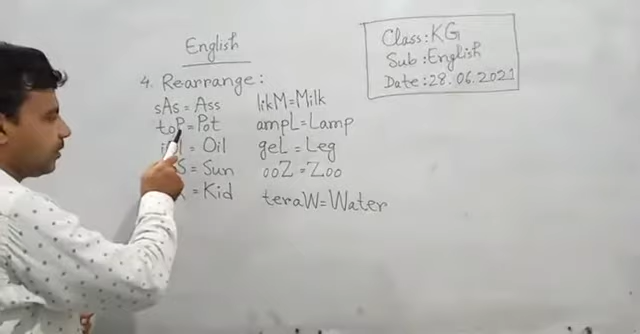 English
Class: KG
Sub: English
Date: 28.06.2021
4. Rearrange:
sAs = Ass
toP = Pot
= Oil
S = Sun
= Kid
likM = Milk
ampL = Lamp
geL = Leg
ooZ = Zoo
teraW = Water